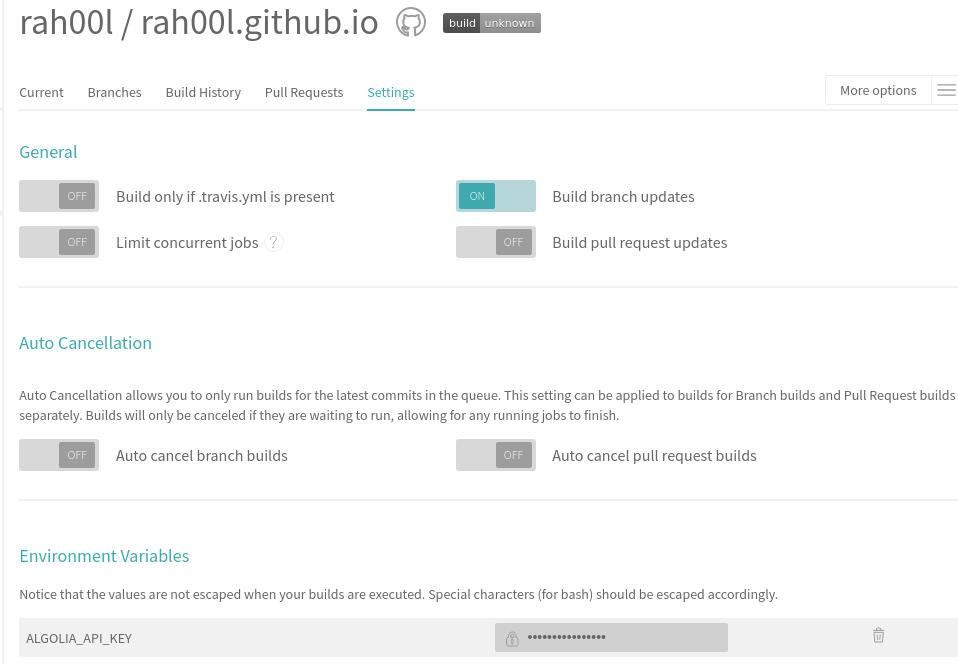 rah00l / rah00l.github.io build unknown
Current Branches Build History Pull Requests Settings More options
General
OFF Build only if .travis.yml is present ON Build branch updates
OFF Limit concurrent jobs ? OFF Build pull request updates
Auto Cancellation
Auto Cancellation allows you to only run builds for the latest commits in the queue. This setting can be applied to builds for Branch builds and Pull Request builds
separately. Builds will only be canceled if they are waiting to run, allowing for any running jobs to finish.
OFF Auto cancel branch builds OFF Auto cancel pull request builds
Environment Variables
Notice that the values are not escaped when your builds are executed. Special characters (for bash) should be escaped accordingly.
ALGOLIA_API_KEY ••••••••••••••••